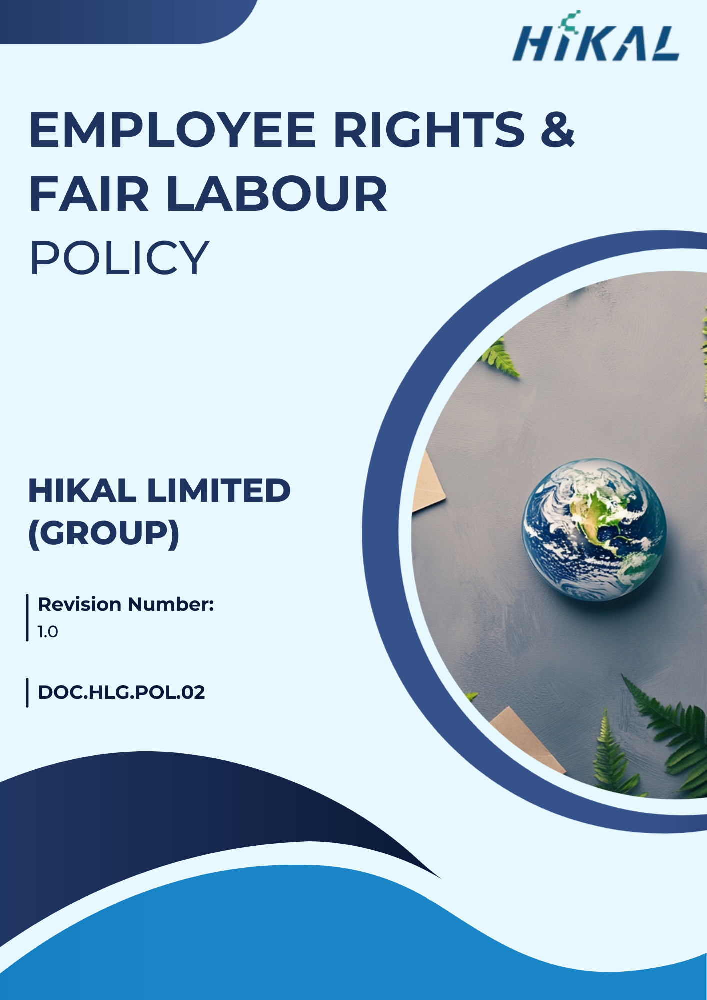 HIKAL
EMPLOYEE RIGHTS &
FAIR LABOUR
POLICY
HIKAL LIMITED
(GROUP)
Revision Number:
1.0
DOC.HLG.POL.02